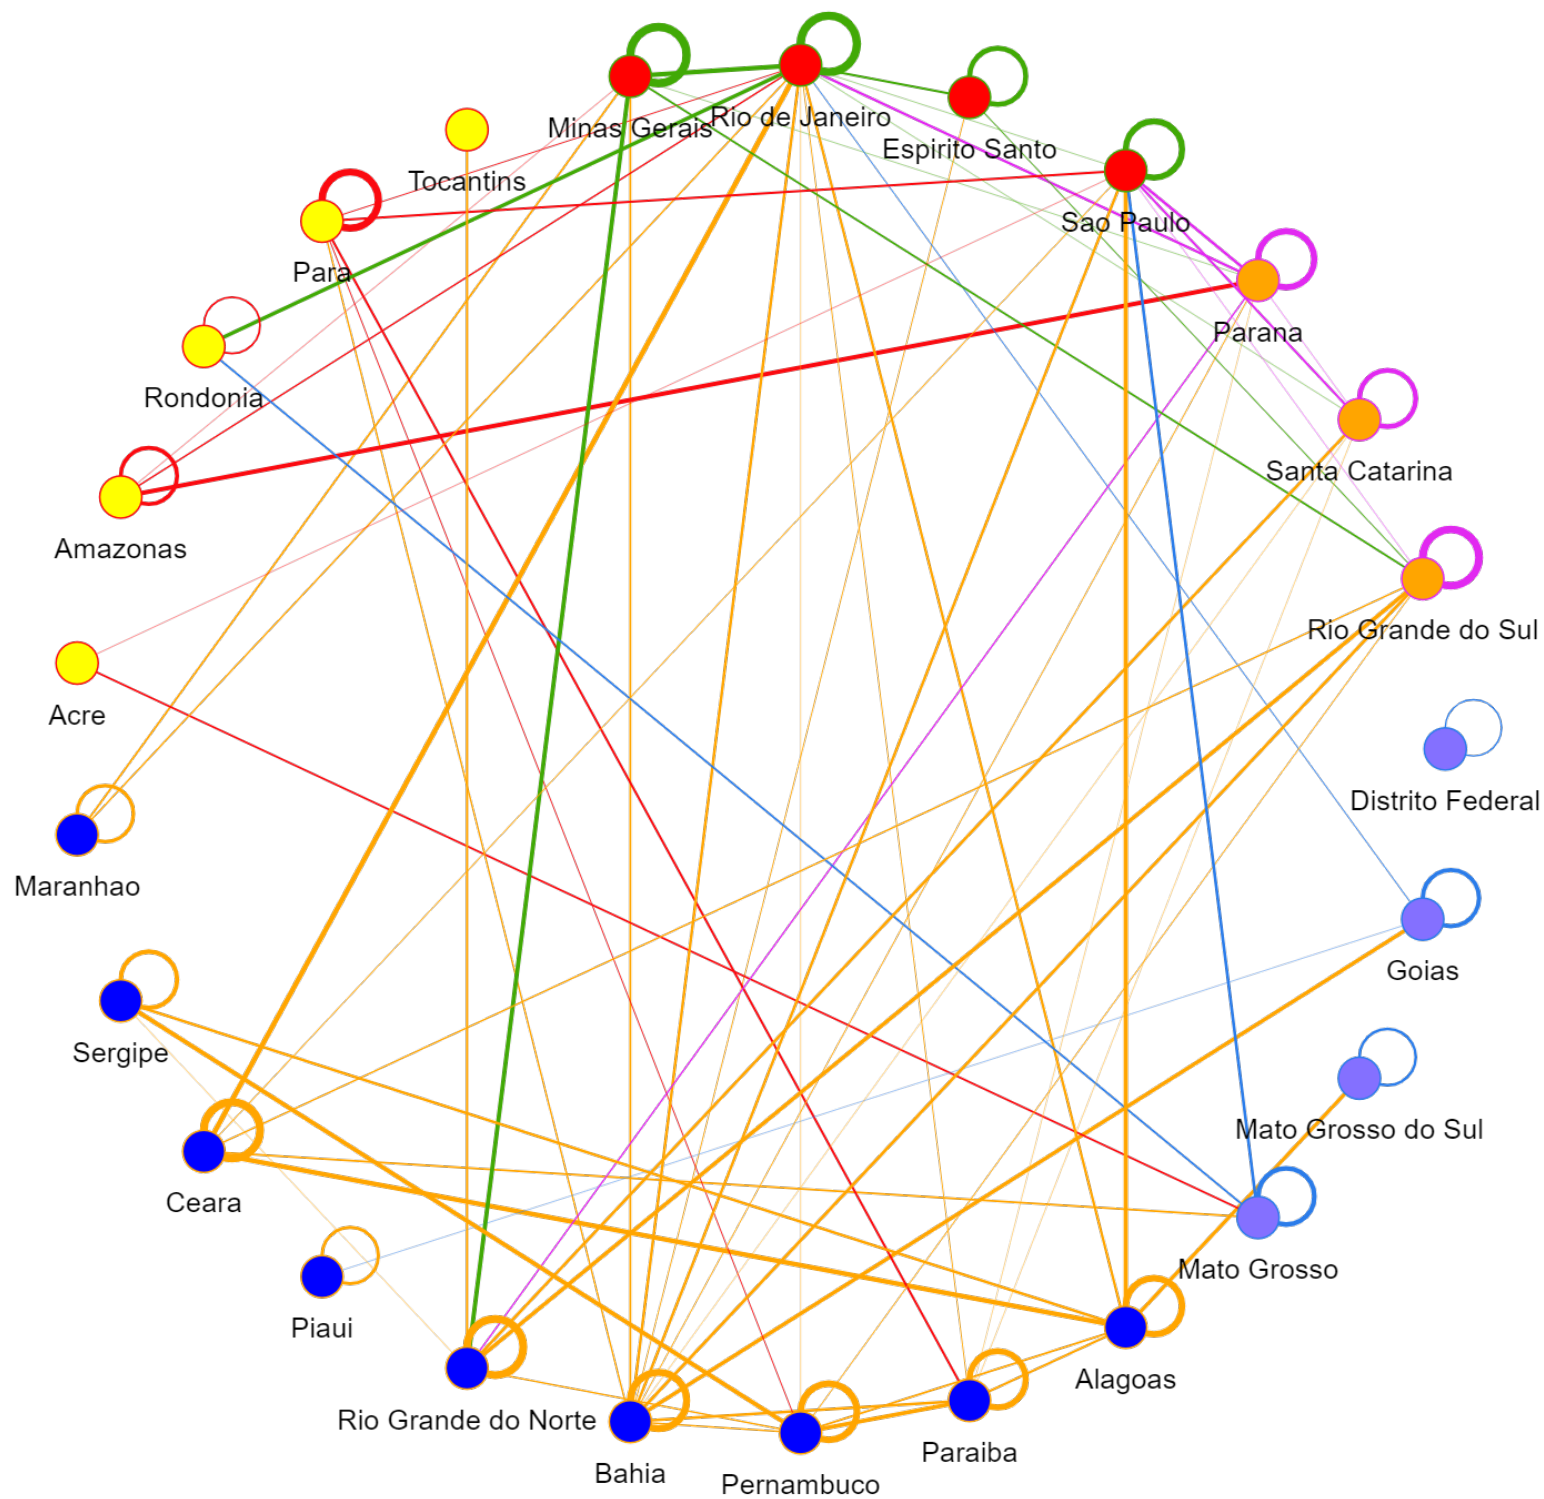 Minas Gerais
Rio de Janeiro
Espirito Santo
Tocantins
Sao Paulo
Para
Parana
Rondonia
Santa Catarina
Amazonas
Rio Grande do Sul
Acre
Distrito Federal
Maranhao
Goias
Sergipe
Mato Grosso do Sul
Ceara
Mato Grosso
Piaui
Alagoas
Rio Grande do Norte
Paraiba
Bahia
Pernambuco